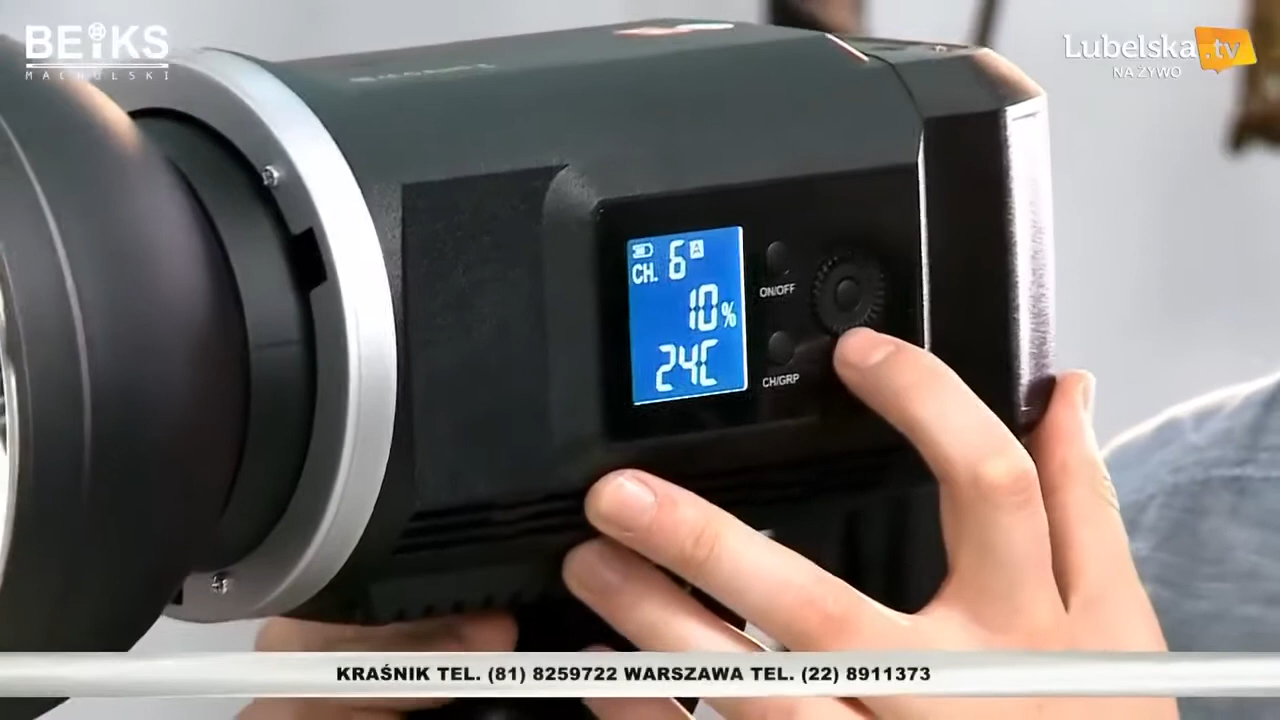 BEIKS
MACHULSKI
Lubelska.tv
NA ŻYWO
CH. 6 A
10%
24C
ON/OFF
CH/GRP
KRAŚNIK TEL. (81) 8259722 WARSZAWA TEL. (22) 8911373